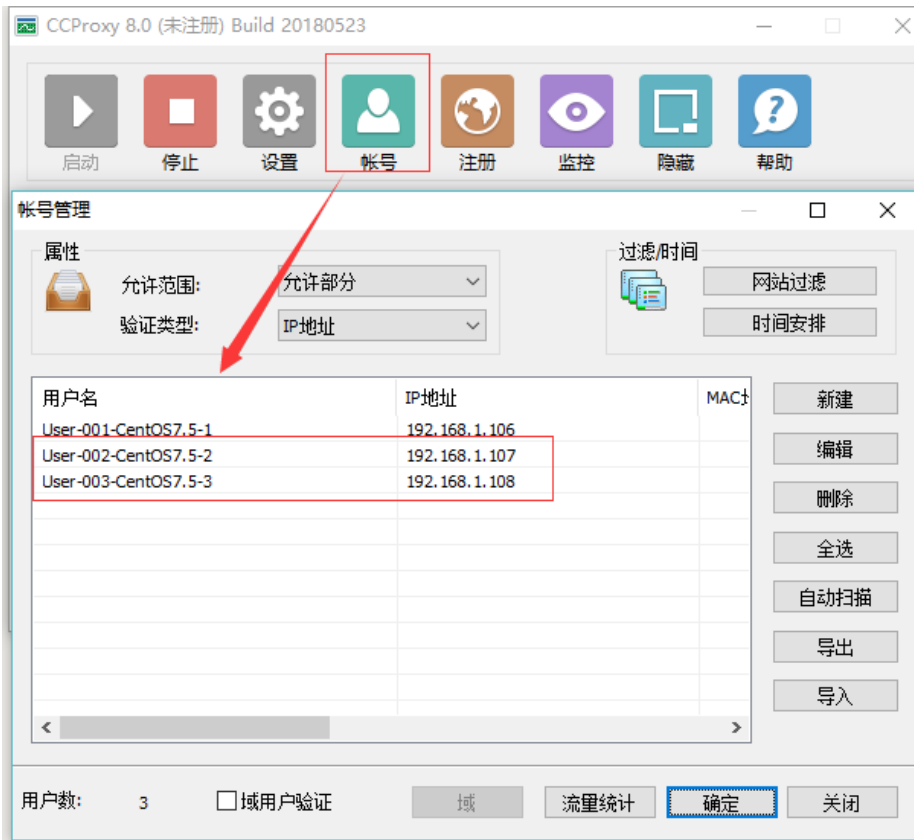 CCProxy 8.0 (未注册) Build 20180523
启动 停止 设置 帐号 注册 监控 隐藏 帮助
帐号管理
属性 过滤/时间
允许范围: 允许部分 网站过滤
验证类型: IP地址 时间安排
用户名 IP地址 MAC
User-001-CentOS7.5-1 192.168.1.106
User-002-CentOS7.5-2 192.168.1.107
User-003-CentOS7.5-3 192.168.1.108
新建
编辑
删除
全选
自动扫描
导出
导入
用户数: 3 域用户验证 域 流量统计 确定 关闭